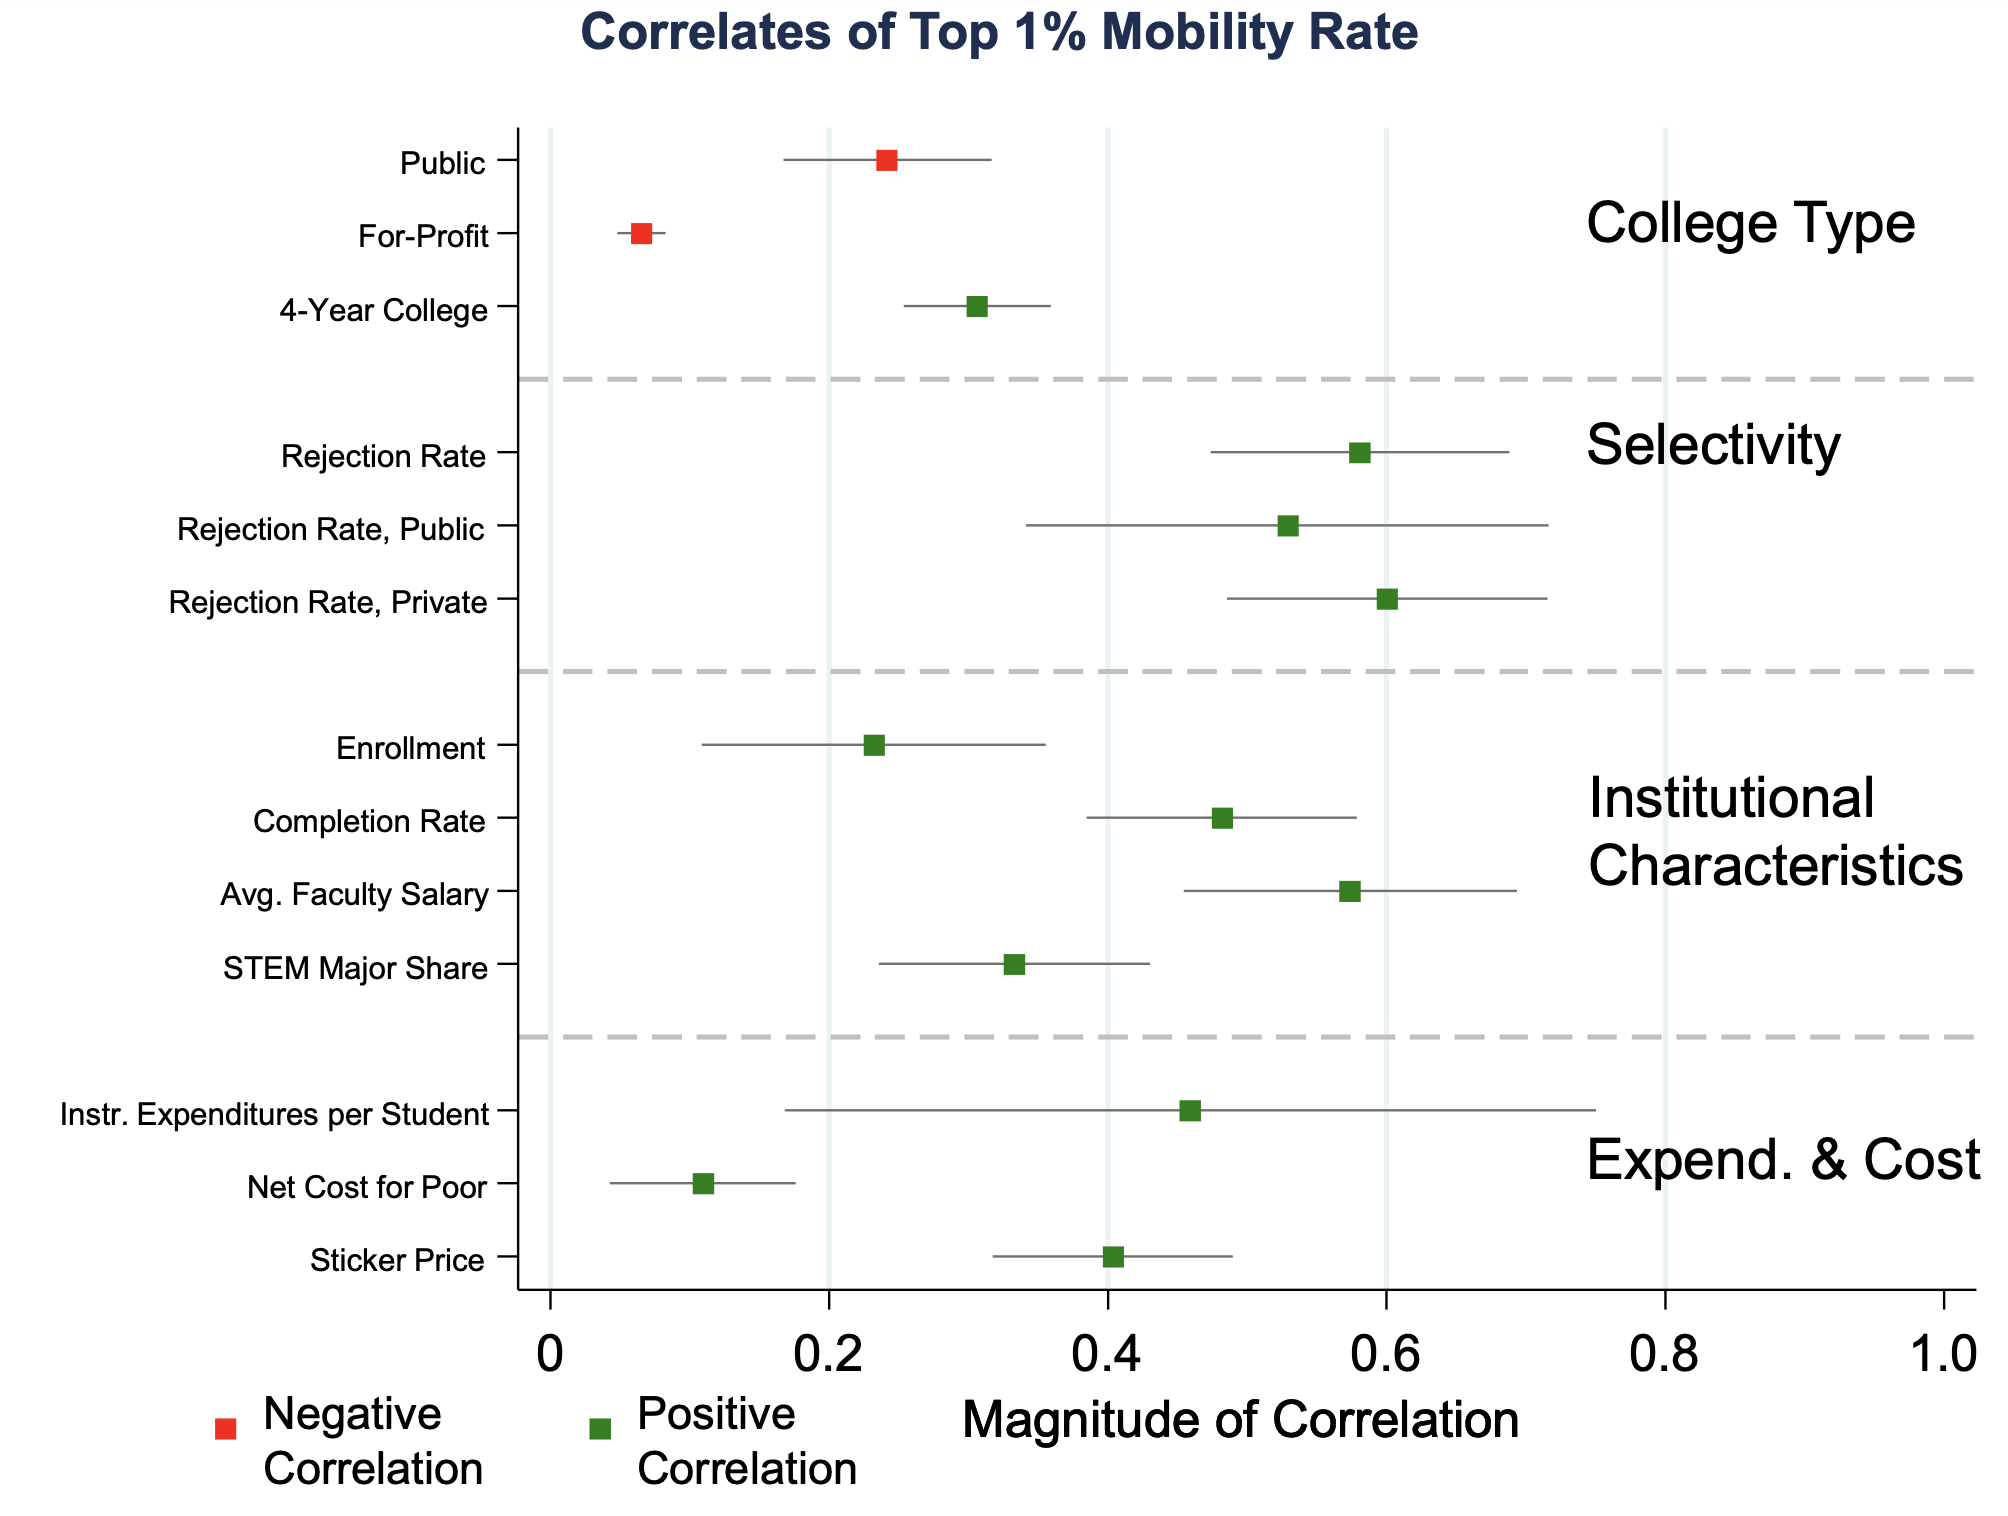 Correlates of Top 1% Mobility Rate
Public
For-Profit
4-Year College
College Type
Rejection Rate
Rejection Rate, Public
Rejection Rate, Private
Selectivity
Enrollment
Completion Rate
Avg. Faculty Salary
STEM Major Share
Institutional
Characteristics
Instr. Expenditures per Student
Net Cost for Poor
Sticker Price
Expend. & Cost
0 0.2 0.4 0.6 0.8 1.0
Magnitude of Correlation
Negative
Correlation
Positive
Correlation